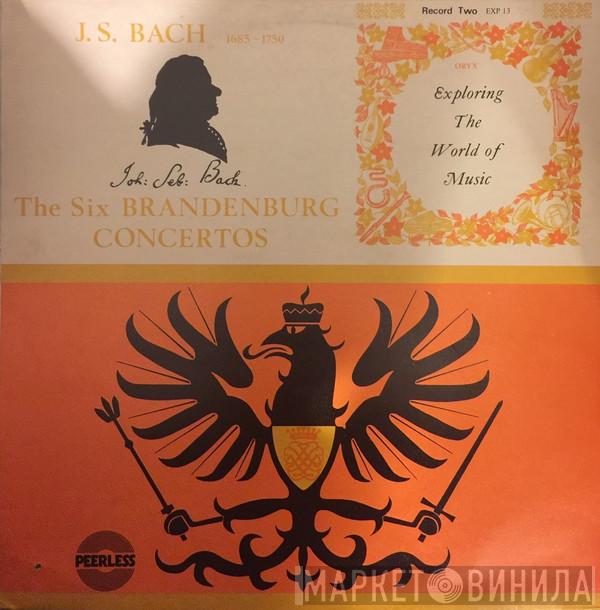 J. S. BACH 1685-1750
Joh: Seb: Bach.
The Six BRANDENBURG
CONCERTOS
Record Two EXP 13
ORYX
Exploring
The
World of
Music
PEERLESS
МАРКЕТ ВИНИЛА